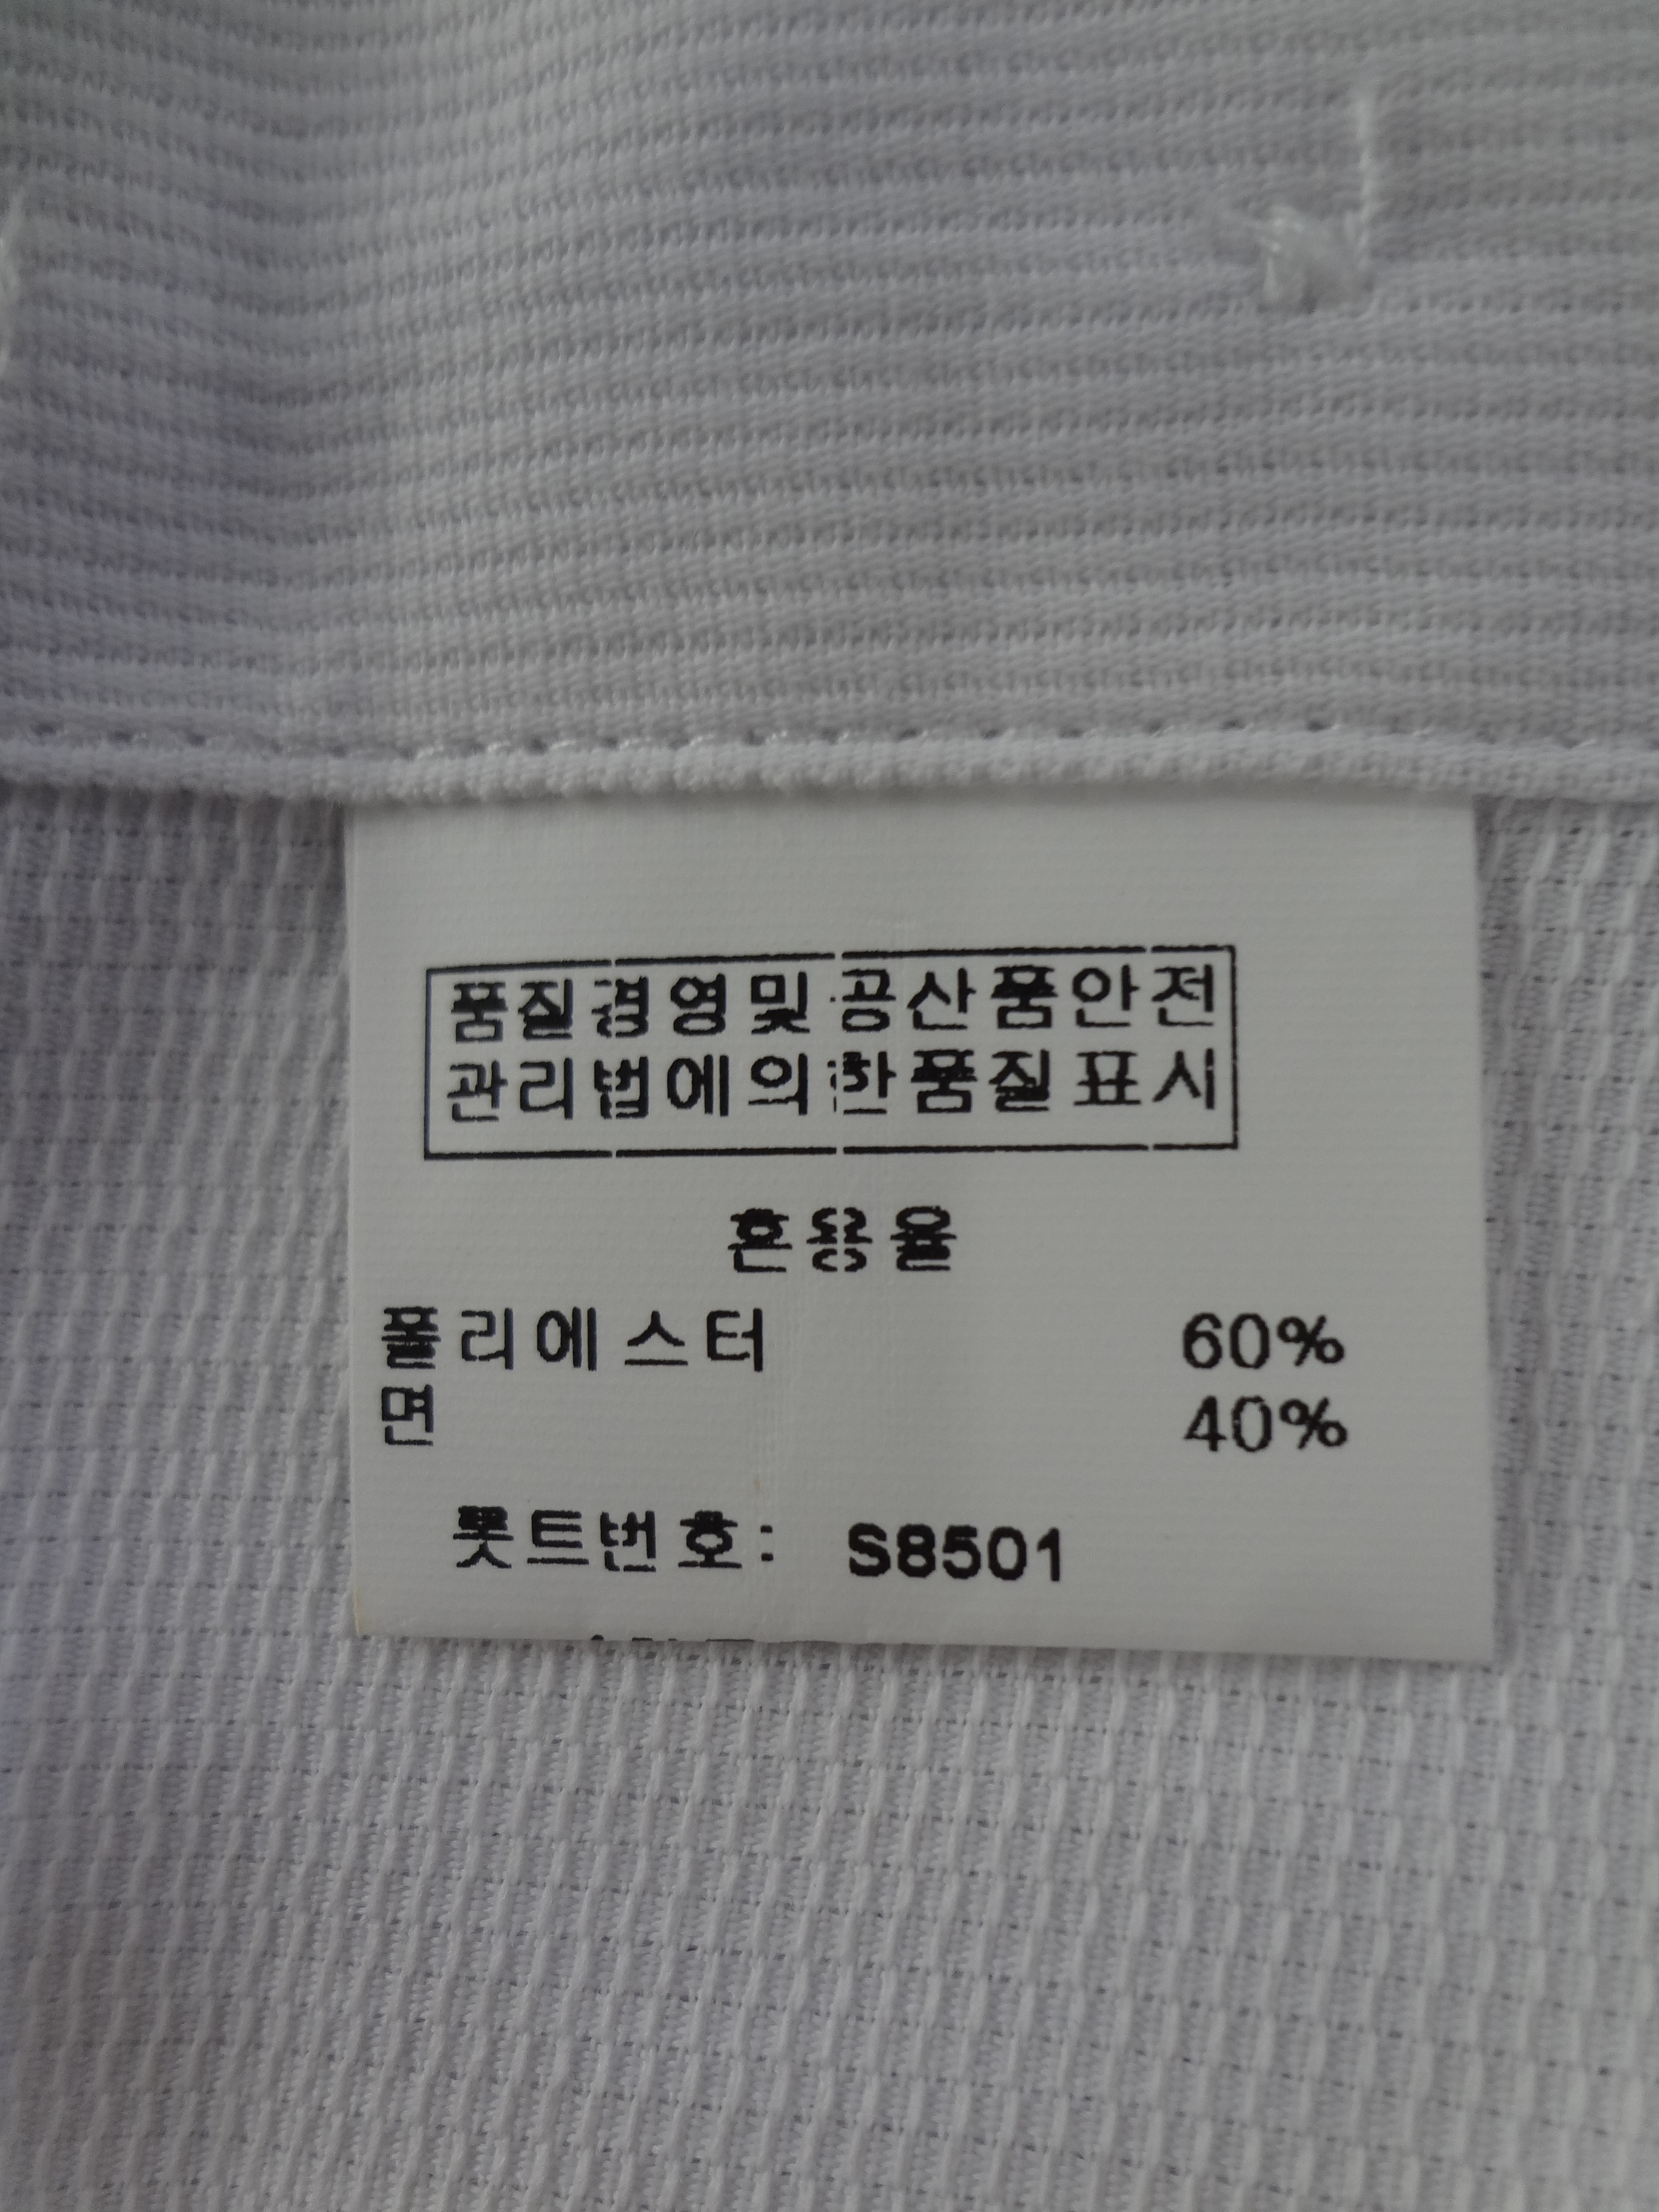 품질경영및공산품안전
관리법에의한품질표시
혼용율
폴리에스터 60%
면 40%
롯트번호: S8501